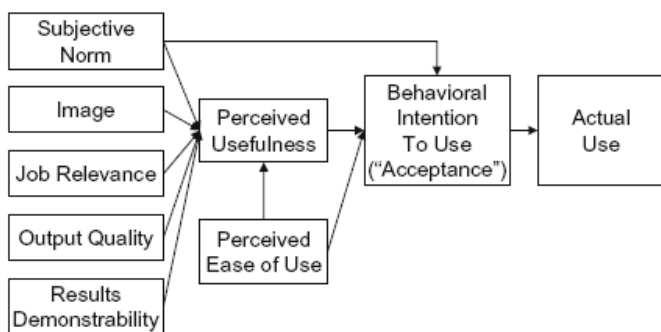 Subjective
Norm
Image
Job Relevance
Output Quality
Results
Demonstrability
Perceived
Usefulness
Perceived
Ease of Use
Behavioral
Intention
To Use
(“Acceptance”)
Actual
Use